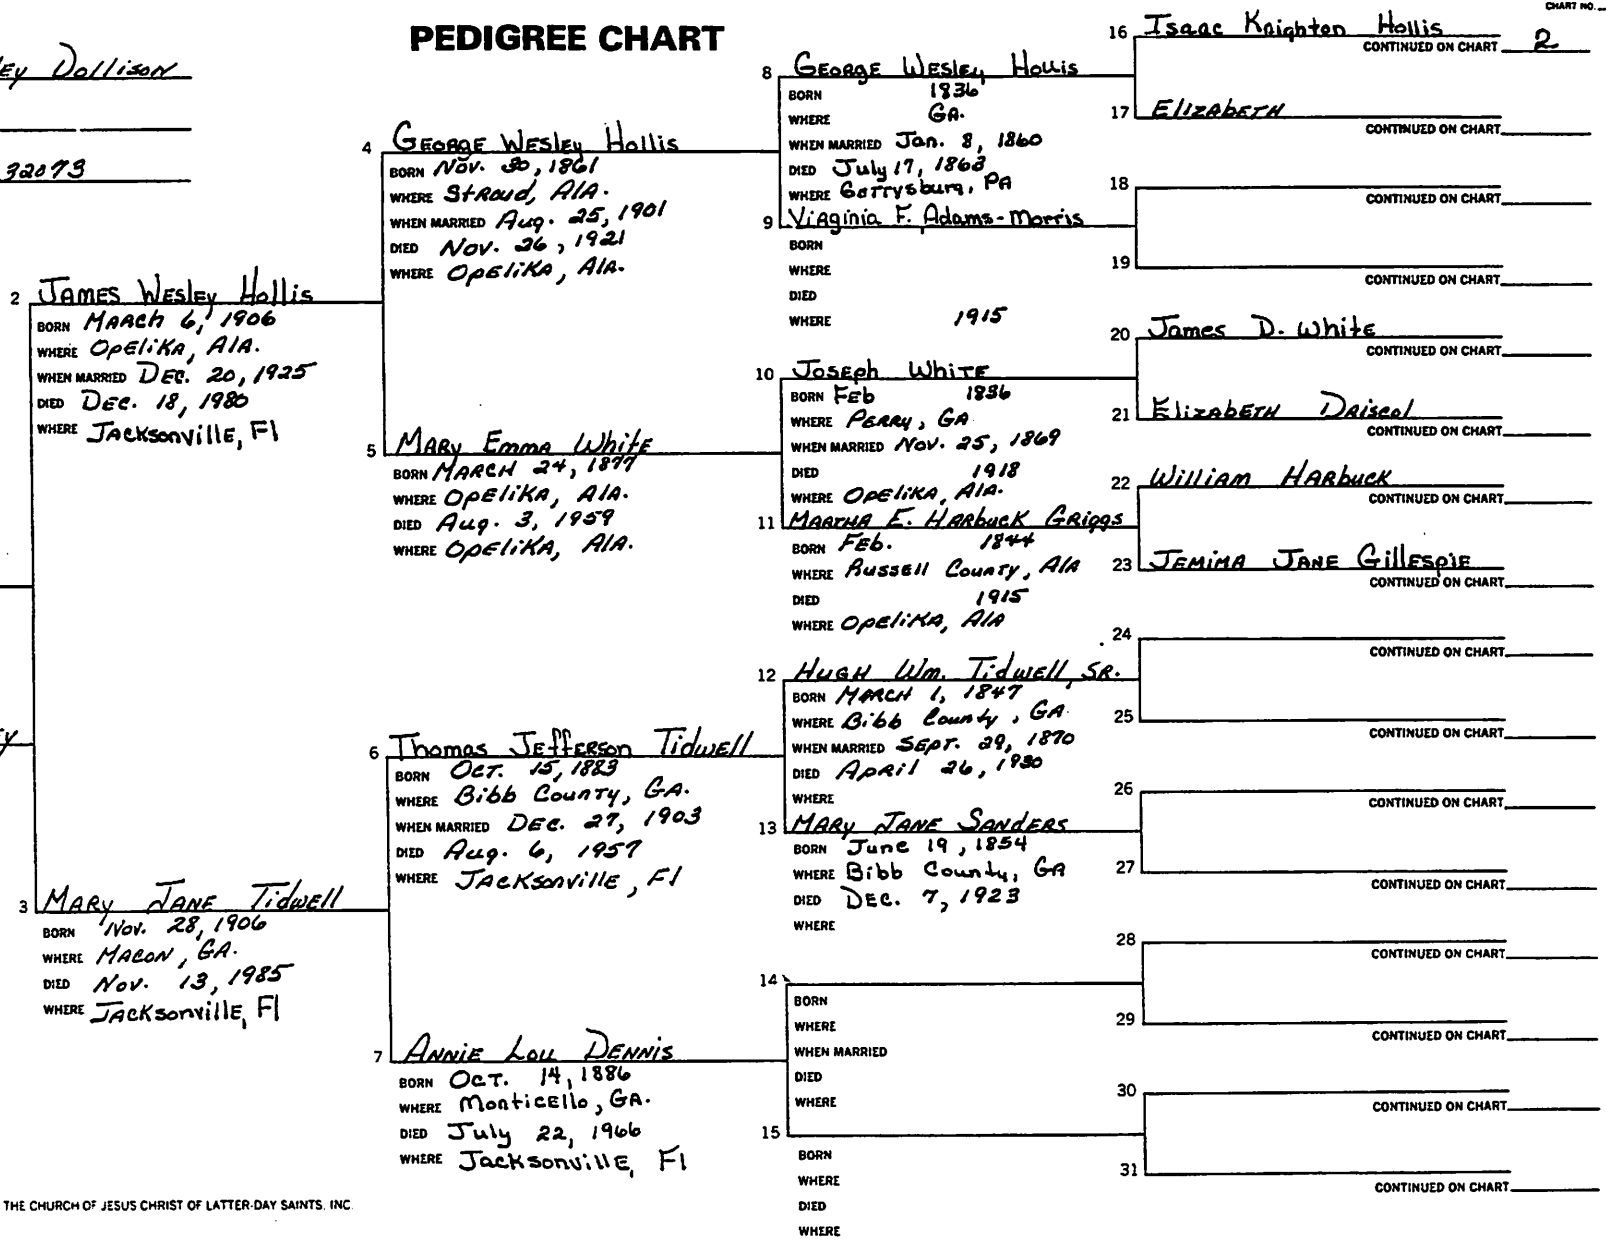 CHART NO.
PEDIGREE CHART
ey Dollison
32073
2 JAMES Wesley Hollis
BORN MARCH 6, 1906
WHERE OPELIKA, AlA.
WHEN MARRIED DEC. 20, 1925
DIED DEC. 18, 1980
WHERE JACKSONVILLE, Fl
3 MARY JANE Tidwell
BORN Nov. 28, 1906
WHERE MACON, GA.
DIED Nov. 13, 1985
WHERE JACKSONVILLE, Fl
4 GEORGE WESLEY Hollis
BORN Nov. 30, 1861
WHERE Stroud, AlA.
WHEN MARRIED Aug. 25, 1901
DIED Nov. 26, 1921
WHERE OPELIKA, AlA.
5 MARY Emma White
BORN MARCH 24, 1877
WHERE OPELIKA, AlA.
DIED Aug. 3, 1959
WHERE OPELIKA, AlA.
6 Thomas JEFFERSON Tidwell
BORN OCT. 15, 1883
WHERE Bibb COUNTY, GA.
WHEN MARRIED DEC. 27, 1903
DIED Aug. 6, 1957
WHERE JACKSONVILLE, Fl
7 ANNIE Lou DENNIS
BORN OCT. 14, 1886
WHERE Monticello, GA.
DIED July 22, 1966
WHERE Jacksonville, Fl
8 GEORGE WESLEY Hollis
BORN 1836
WHERE GA.
WHEN MARRIED Jan. 8, 1860
DIED July 17, 1863
WHERE Gettysburg, PA
9 Virginia F. Adams-Morris
BORN
WHERE
DIED
WHERE 1915
10 JOSEPH WHITE
BORN FEB 1836
WHERE PERRY, GA
WHEN MARRIED Nov. 25, 1869
DIED 1918
WHERE OPELIKA, AlA.
11 MARTHA E. HARBUCK GRIGGS
BORN FEB. 1844
WHERE RUSSELL COUNTY, AlA
DIED 1915
WHERE OPELIKA, AlA
12 HUGH Wm. Tidwell, SR.
BORN MARCH 1, 1847
WHERE Bibb County, GA
WHEN MARRIED SEPT. 29, 1870
DIED APRIL 26, 1930
WHERE
13 MARY JANE SANDERS
BORN June 19, 1854
WHERE Bibb County, GA
DIED DEC. 7, 1923
WHERE
14
BORN
WHERE
WHEN MARRIED
DIED
WHERE
15
BORN
WHERE
DIED
WHERE
16 Isaac Knighton Hollis
CONTINUED ON CHART 2
17 ELIZABETH
CONTINUED ON CHART
18
CONTINUED ON CHART
19
CONTINUED ON CHART
20 James D. White
CONTINUED ON CHART
21 ELIZABETH DRISCOL
CONTINUED ON CHART
22 William HARBUCK
CONTINUED ON CHART
23 JEMIMA JANE Gillespie
CONTINUED ON CHART
24
CONTINUED ON CHART
25
CONTINUED ON CHART
26
CONTINUED ON CHART
27
CONTINUED ON CHART
28
CONTINUED ON CHART
29
CONTINUED ON CHART
30
CONTINUED ON CHART
31
CONTINUED ON CHART
THE CHURCH OF JESUS CHRIST OF LATTER-DAY SAINTS, INC.